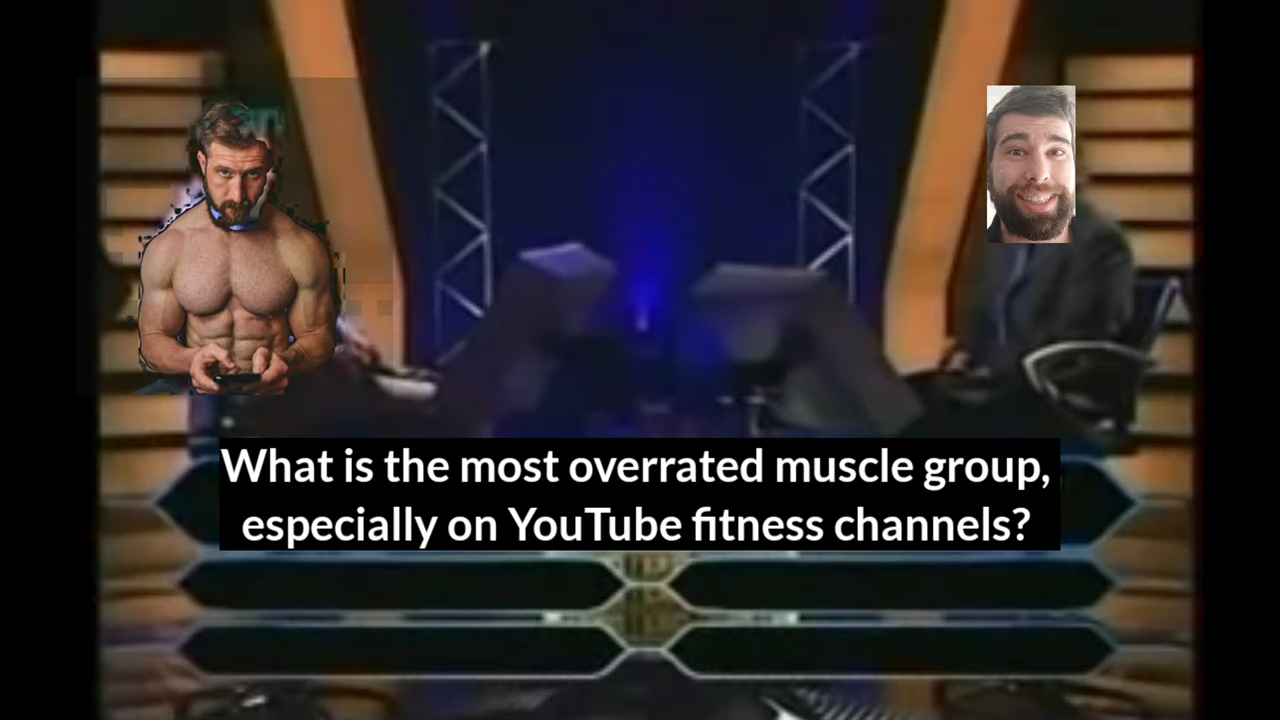 What is the most overrated muscle group,
especially on YouTube fitness channels?